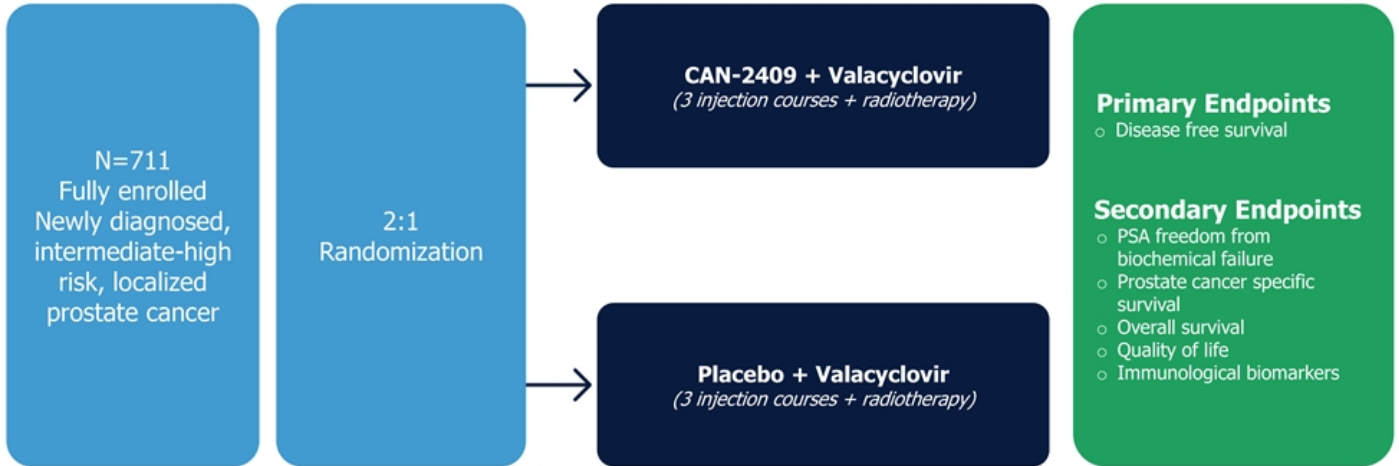 N=711
Fully enrolled
Newly diagnosed,
intermediate-high
risk, localized
prostate cancer
2:1
Randomization
CAN-2409 + Valacyclovir
(3 injection courses + radiotherapy)
Placebo + Valacyclovir
(3 injection courses + radiotherapy)
Primary Endpoints
○ Disease free survival
Secondary Endpoints
○ PSA freedom from
biochemical failure
○ Prostate cancer specific
survival
○ Overall survival
○ Quality of life
○ Immunological biomarkers